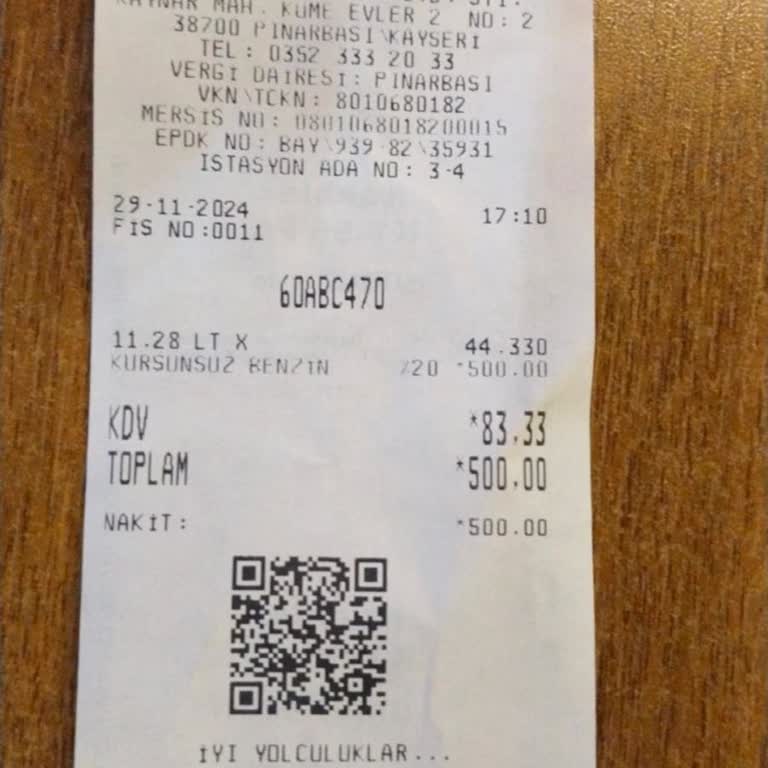 KAYNAR MAH. KÜME EVLER 2 NO: 2
38700 PINARBASI\KAYSERI
TEL : 0352 333 20 33
VERGI DAIRESI: PINARBASI
VKN\TCKN: 8010680182
MERSIS NO: 0801068018200015
EPDK NO: BAY\939-82\35931
ISTASYON ADA NO: 3-4
29-11-2024 17:10
FIS NO:0011
60ABC470
11.28 LT X 44.330
KURSUNSUZ BENZIN %20 *500.00
KDV *83,33
TOPLAM *500,00
NAKİT: *500.00
İYİ YOLCULUKLAR...